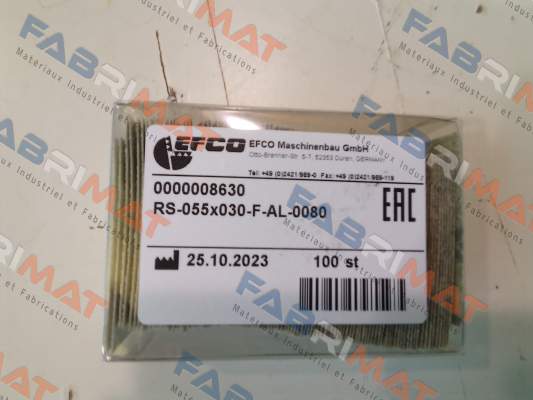 EFCO
EFCO Maschinenbau GmbH
Otto-Brenner-Str. 5-7, 52353 Düren, GERMANY
Tel: +49 (0)2421/989-0 Fax: +49 (0)2421/989-119
0000008630
RS-055x030-F-AL-0080
EAC
25.10.2023 100 st
FABRIMAT
Materiaux Industriel et Fabrications